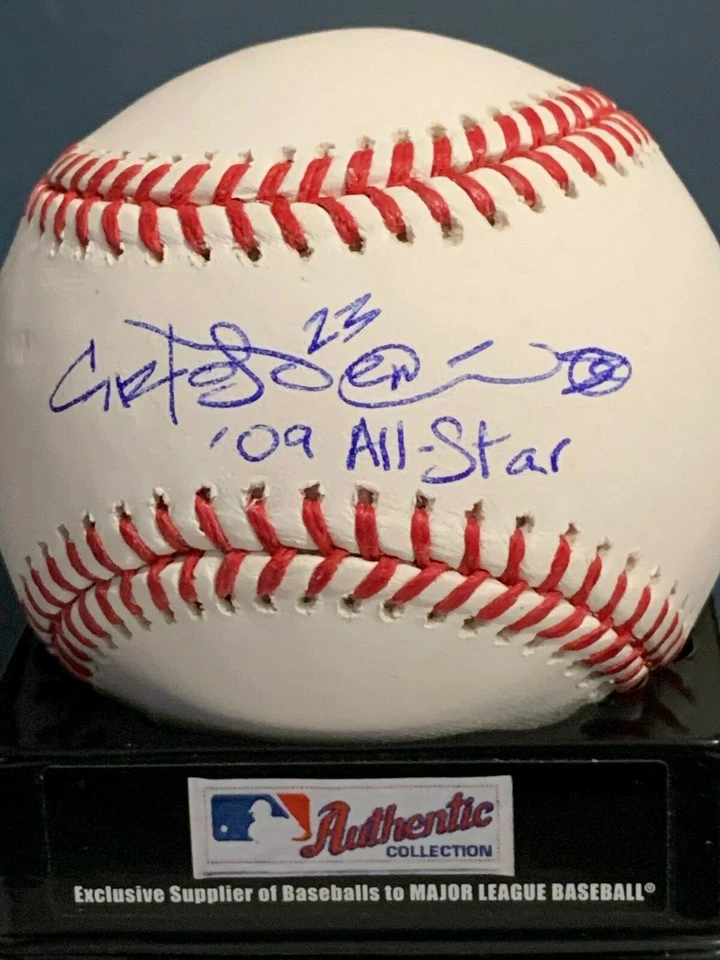 23
'09 All-Star
Authentic
COLLECTION
Exclusive Supplier of Baseballs to MAJOR LEAGUE BASEBALL®